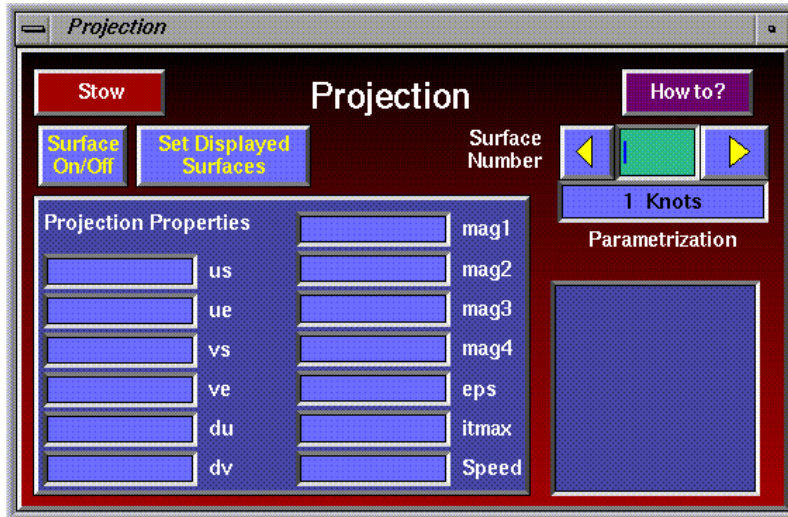 Projection
Stow
Projection
How to?
Surface
On/Off
Set Displayed
Surfaces
Surface
Number
1 Knots
Parametrization
Projection Properties
mag1
us
mag2
ue
mag3
vs
mag4
ve
eps
du
itmax
dv
Speed